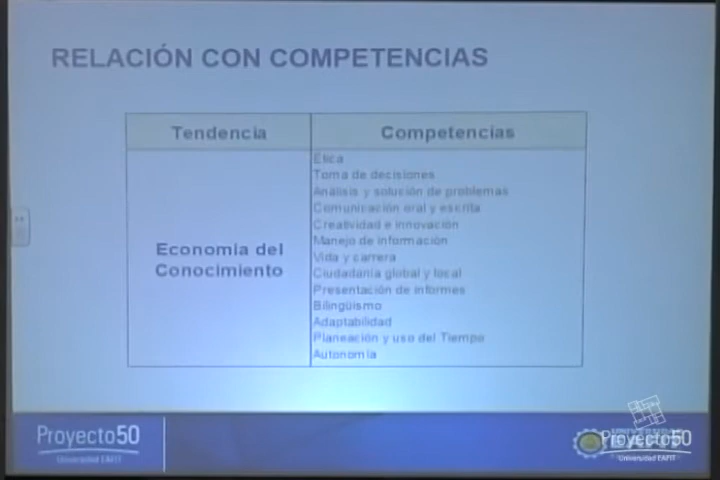 RELACIÓN CON COMPETENCIAS
Tendencia
Competencias
Economia del
Conocimiento
Ética
Toma de decisiones
Análisis y solución de problemas
Comunicación oral y escrita
Creatividad e innovación
Manejo de información
Vida y carrera
Ciudadanía global y local
Presentación de informes
Bilingüismo
Adaptabilidad
Planeación y uso del Tiempo
Autonomía
Proyecto50
Universidad EAFIT
Proyecto50
Universidad EAFIT